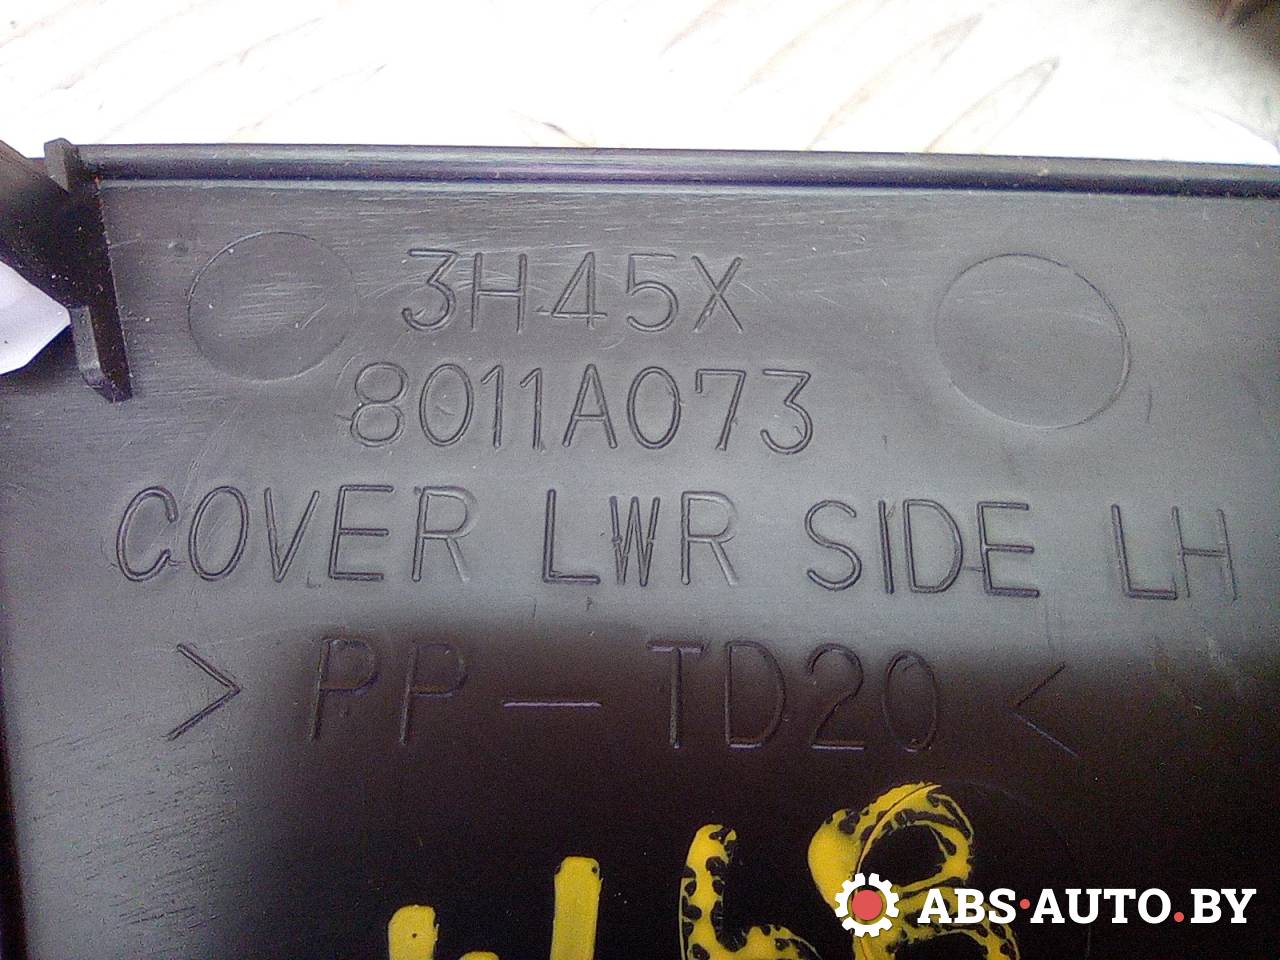 3H45X
8011A073
COVER LWR SIDE LH
>PP-TD20<
ABS·AUTO.BY